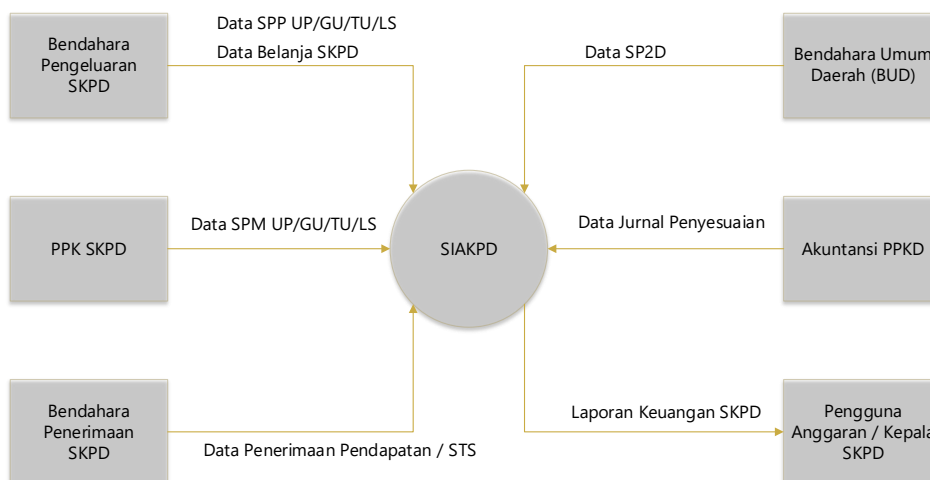 Data SPP UP/GU/TU/LS
Data Belanja SKPD
Bendahara
Pengeluaran
SKPD
Data SP2D
Bendahara Umum
Daerah (BUD)
PPK SKPD
Data SPM UP/GU/TU/LS
SIAKPD
Data Jurnal Penyesuaian
Akuntansi PPKD
Bendahara
Penerimaan
SKPD
Data Penerimaan Pendapatan / STS
Laporan Keuangan SKPD
Pengguna
Anggaran / Kepala
SKPD